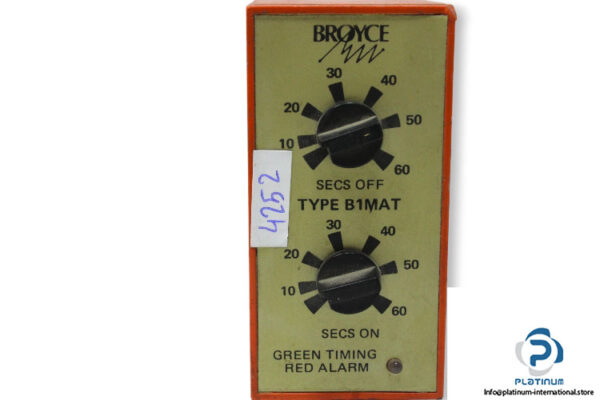 BROYCE
30
20 40
10 50
60
SECS OFF
4252
TYPE B1MAT
30
20 40
10 50
60
SECS ON
GREEN TIMING
RED ALARM
PLATINUM
Info@platinum-international.store